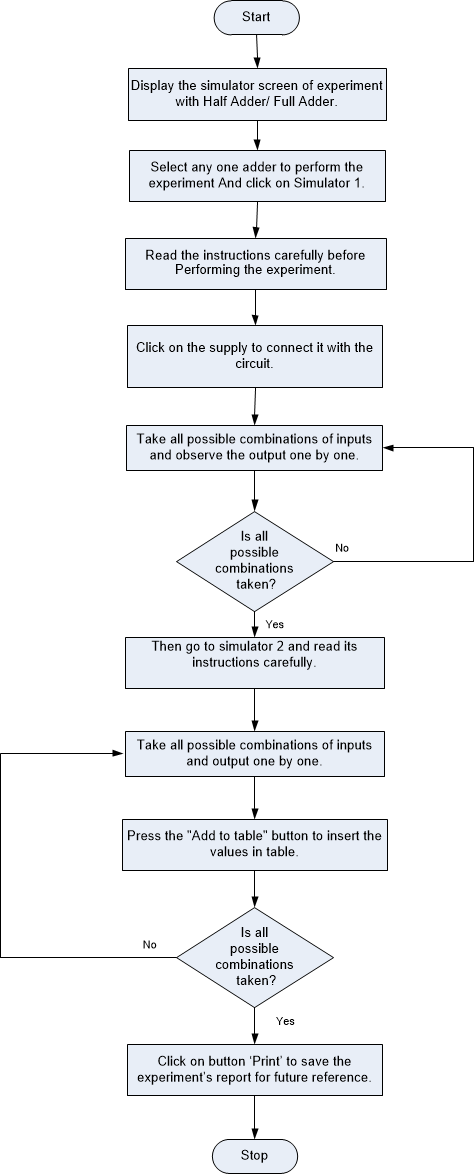 Start
Display the simulator screen of experiment
with Half Adder/ Full Adder.
Select any one adder to perform the
experiment And click on Simulator 1.
Read the instructions carefully before
Performing the experiment.
Click on the supply to connect it with the
circuit.
Take all possible combinations of inputs
and observe the output one by one.
Is all
possible
combinations
taken?
No
Yes
Then go to simulator 2 and read its
instructions carefully.
Take all possible combinations of inputs
and output one by one.
Press the "Add to table" button to insert the
values in table.
Is all
possible
combinations
taken?
No
Yes
Click on button ‘Print’ to save the
experiment’s report for future reference.
Stop